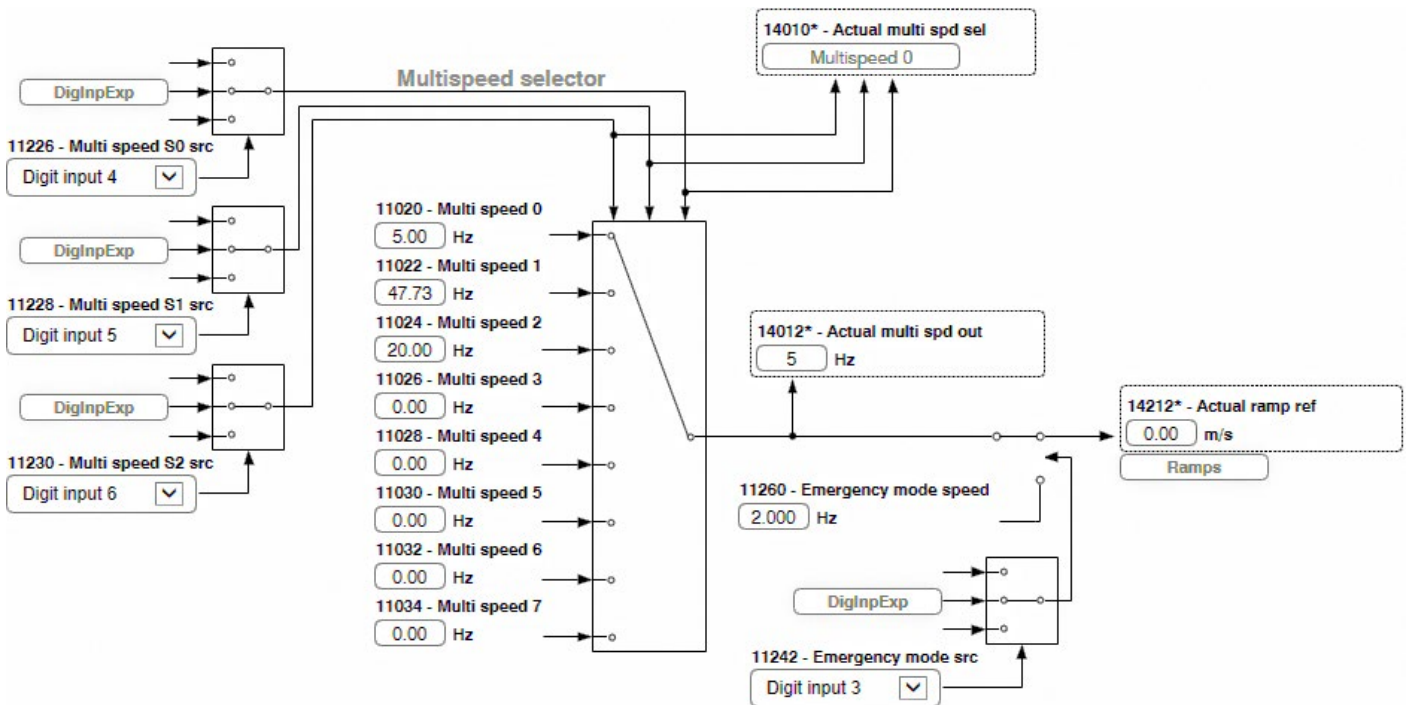 14010* - Actual multi spd sel
Multispeed 0
Multispeed selector
DigInpExp
11226 - Multi speed S0 src
Digit input 4
DigInpExp
11228 - Multi speed S1 src
Digit input 5
DigInpExp
11230 - Multi speed S2 src
Digit input 6
11020 - Multi speed 0
5.00 Hz
11022 - Multi speed 1
47.73 Hz
11024 - Multi speed 2
20.00 Hz
11026 - Multi speed 3
0.00 Hz
11028 - Multi speed 4
0.00 Hz
11030 - Multi speed 5
0.00 Hz
11032 - Multi speed 6
0.00 Hz
11034 - Multi speed 7
0.00 Hz
14012* - Actual multi spd out
5 Hz
14212* - Actual ramp ref
0.00 m/s
Ramps
11260 - Emergency mode speed
2.000 Hz
DigInpExp
11242 - Emergency mode src
Digit input 3